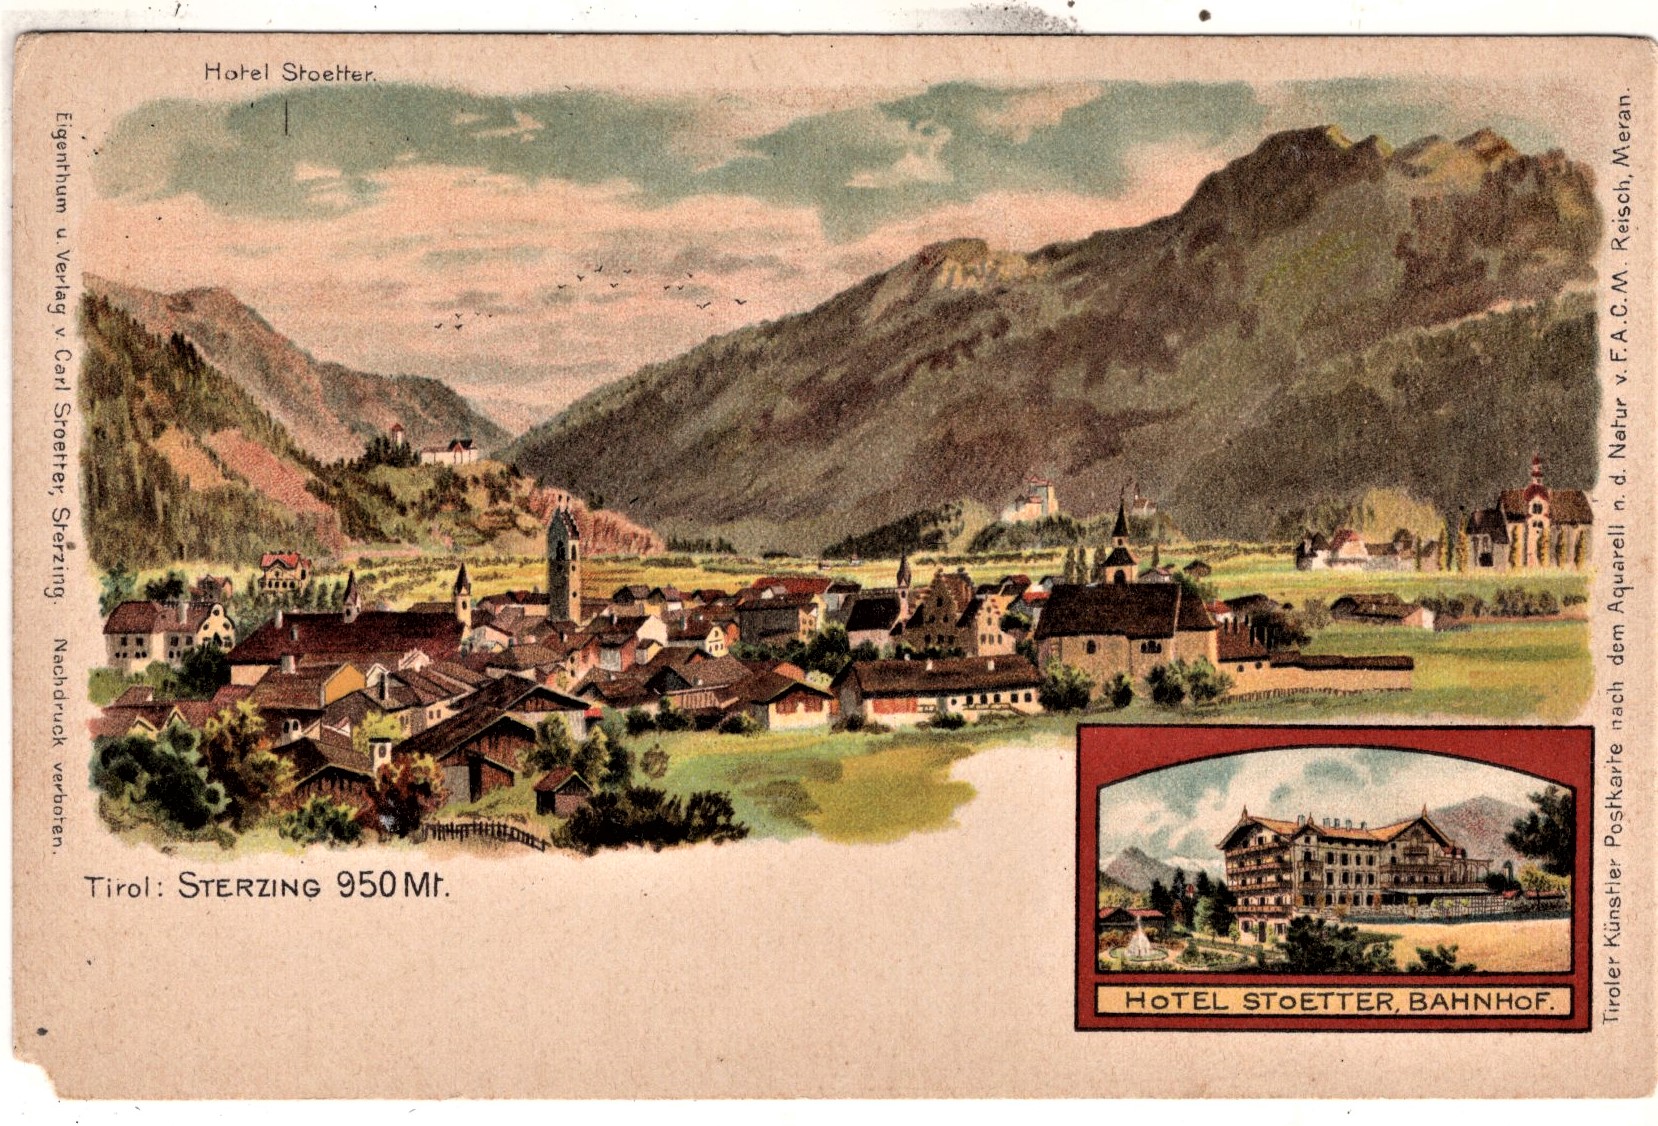 Hotel Stoetter.
Eigenthum u. Verlag v. Carl Stoetter, Sterzing. Nachdruck verboten.
Tiroler Künstler Postkarte nach dem Aquarell n. d. Natur v. F. A. C. M. Reisch, Meran.
Tirol: STERZING 950 Mt.
HOTEL STOETTER, BAHNHOF.